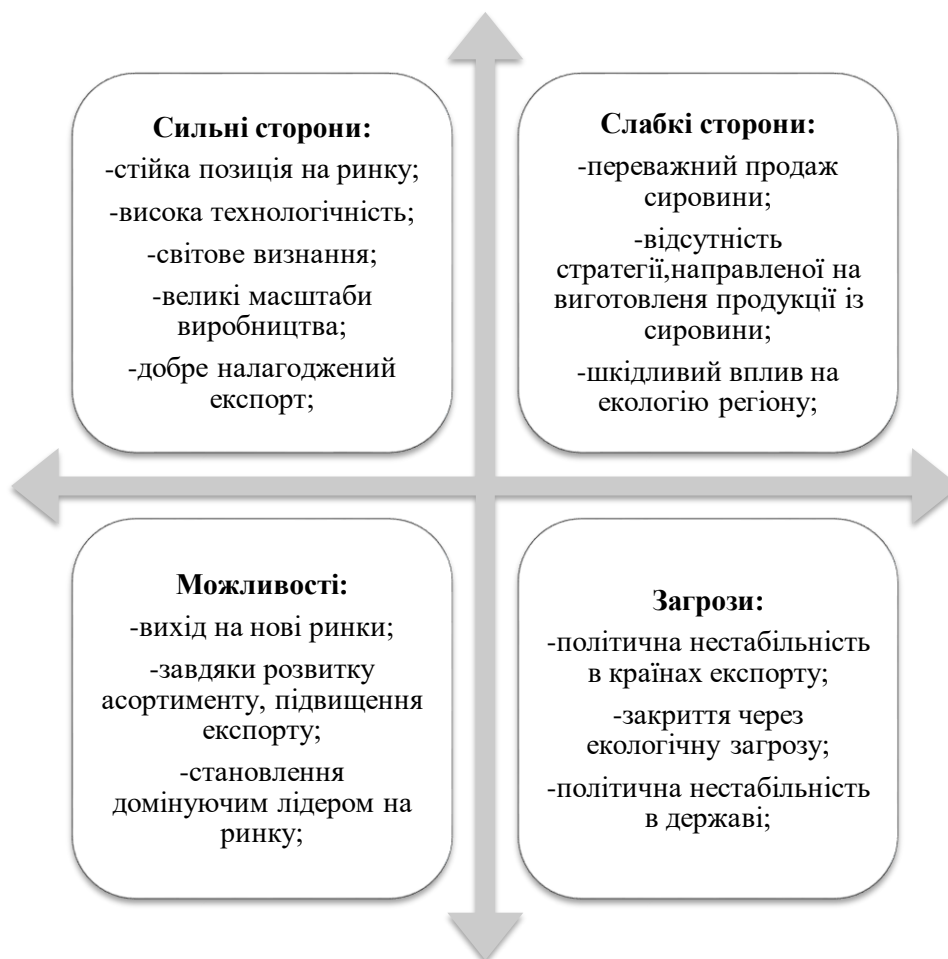 Сильні сторони:
-стійка позиція на ринку;
-висока технологічність;
-світове визнання;
-великі масштаби
виробництва;
-добре налагоджений
експорт;
Слабкі сторони:
-переважний продаж
сировини;
-відсутність
стратегії,направленої на
виготовленя продукції із
сировини;
-шкідливий вплив на
екологію регіону;
Можливості:
-вихід на нові ринки;
-завдяки розвитку
асортименту, підвищення
експорту;
-становлення
домінуючим лідером на
ринку;
Загрози:
-політична нестабільність
в країнах експорту;
-закриття через
екологічну загрозу;
-політична нестабільність
в державі;